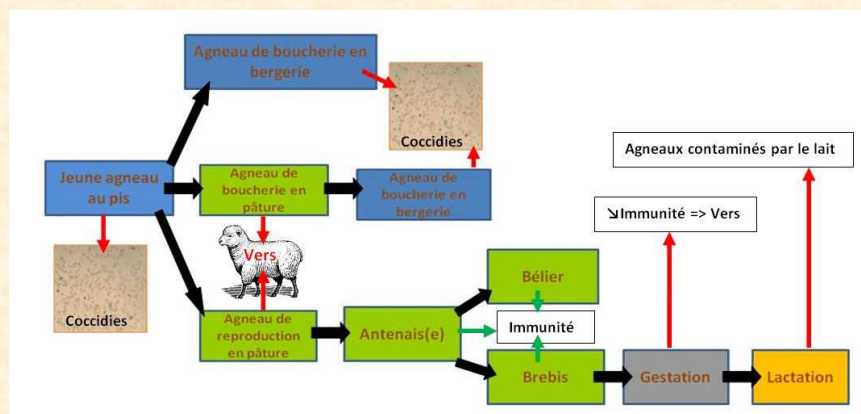 Agneau de boucherie en
bergerie
Coccidies
Agneaux contaminés par le lait
Jeune agneau
au pis
Agneau de
boucherie en
pâture
Agneau de
boucherie en
bergerie
↘Immunité => Vers
Vers
Coccidies
Bélier
Agneau de
reproduction
en pâture
Antenais(e)
Immunité
Brebis
Gestation
Lactation